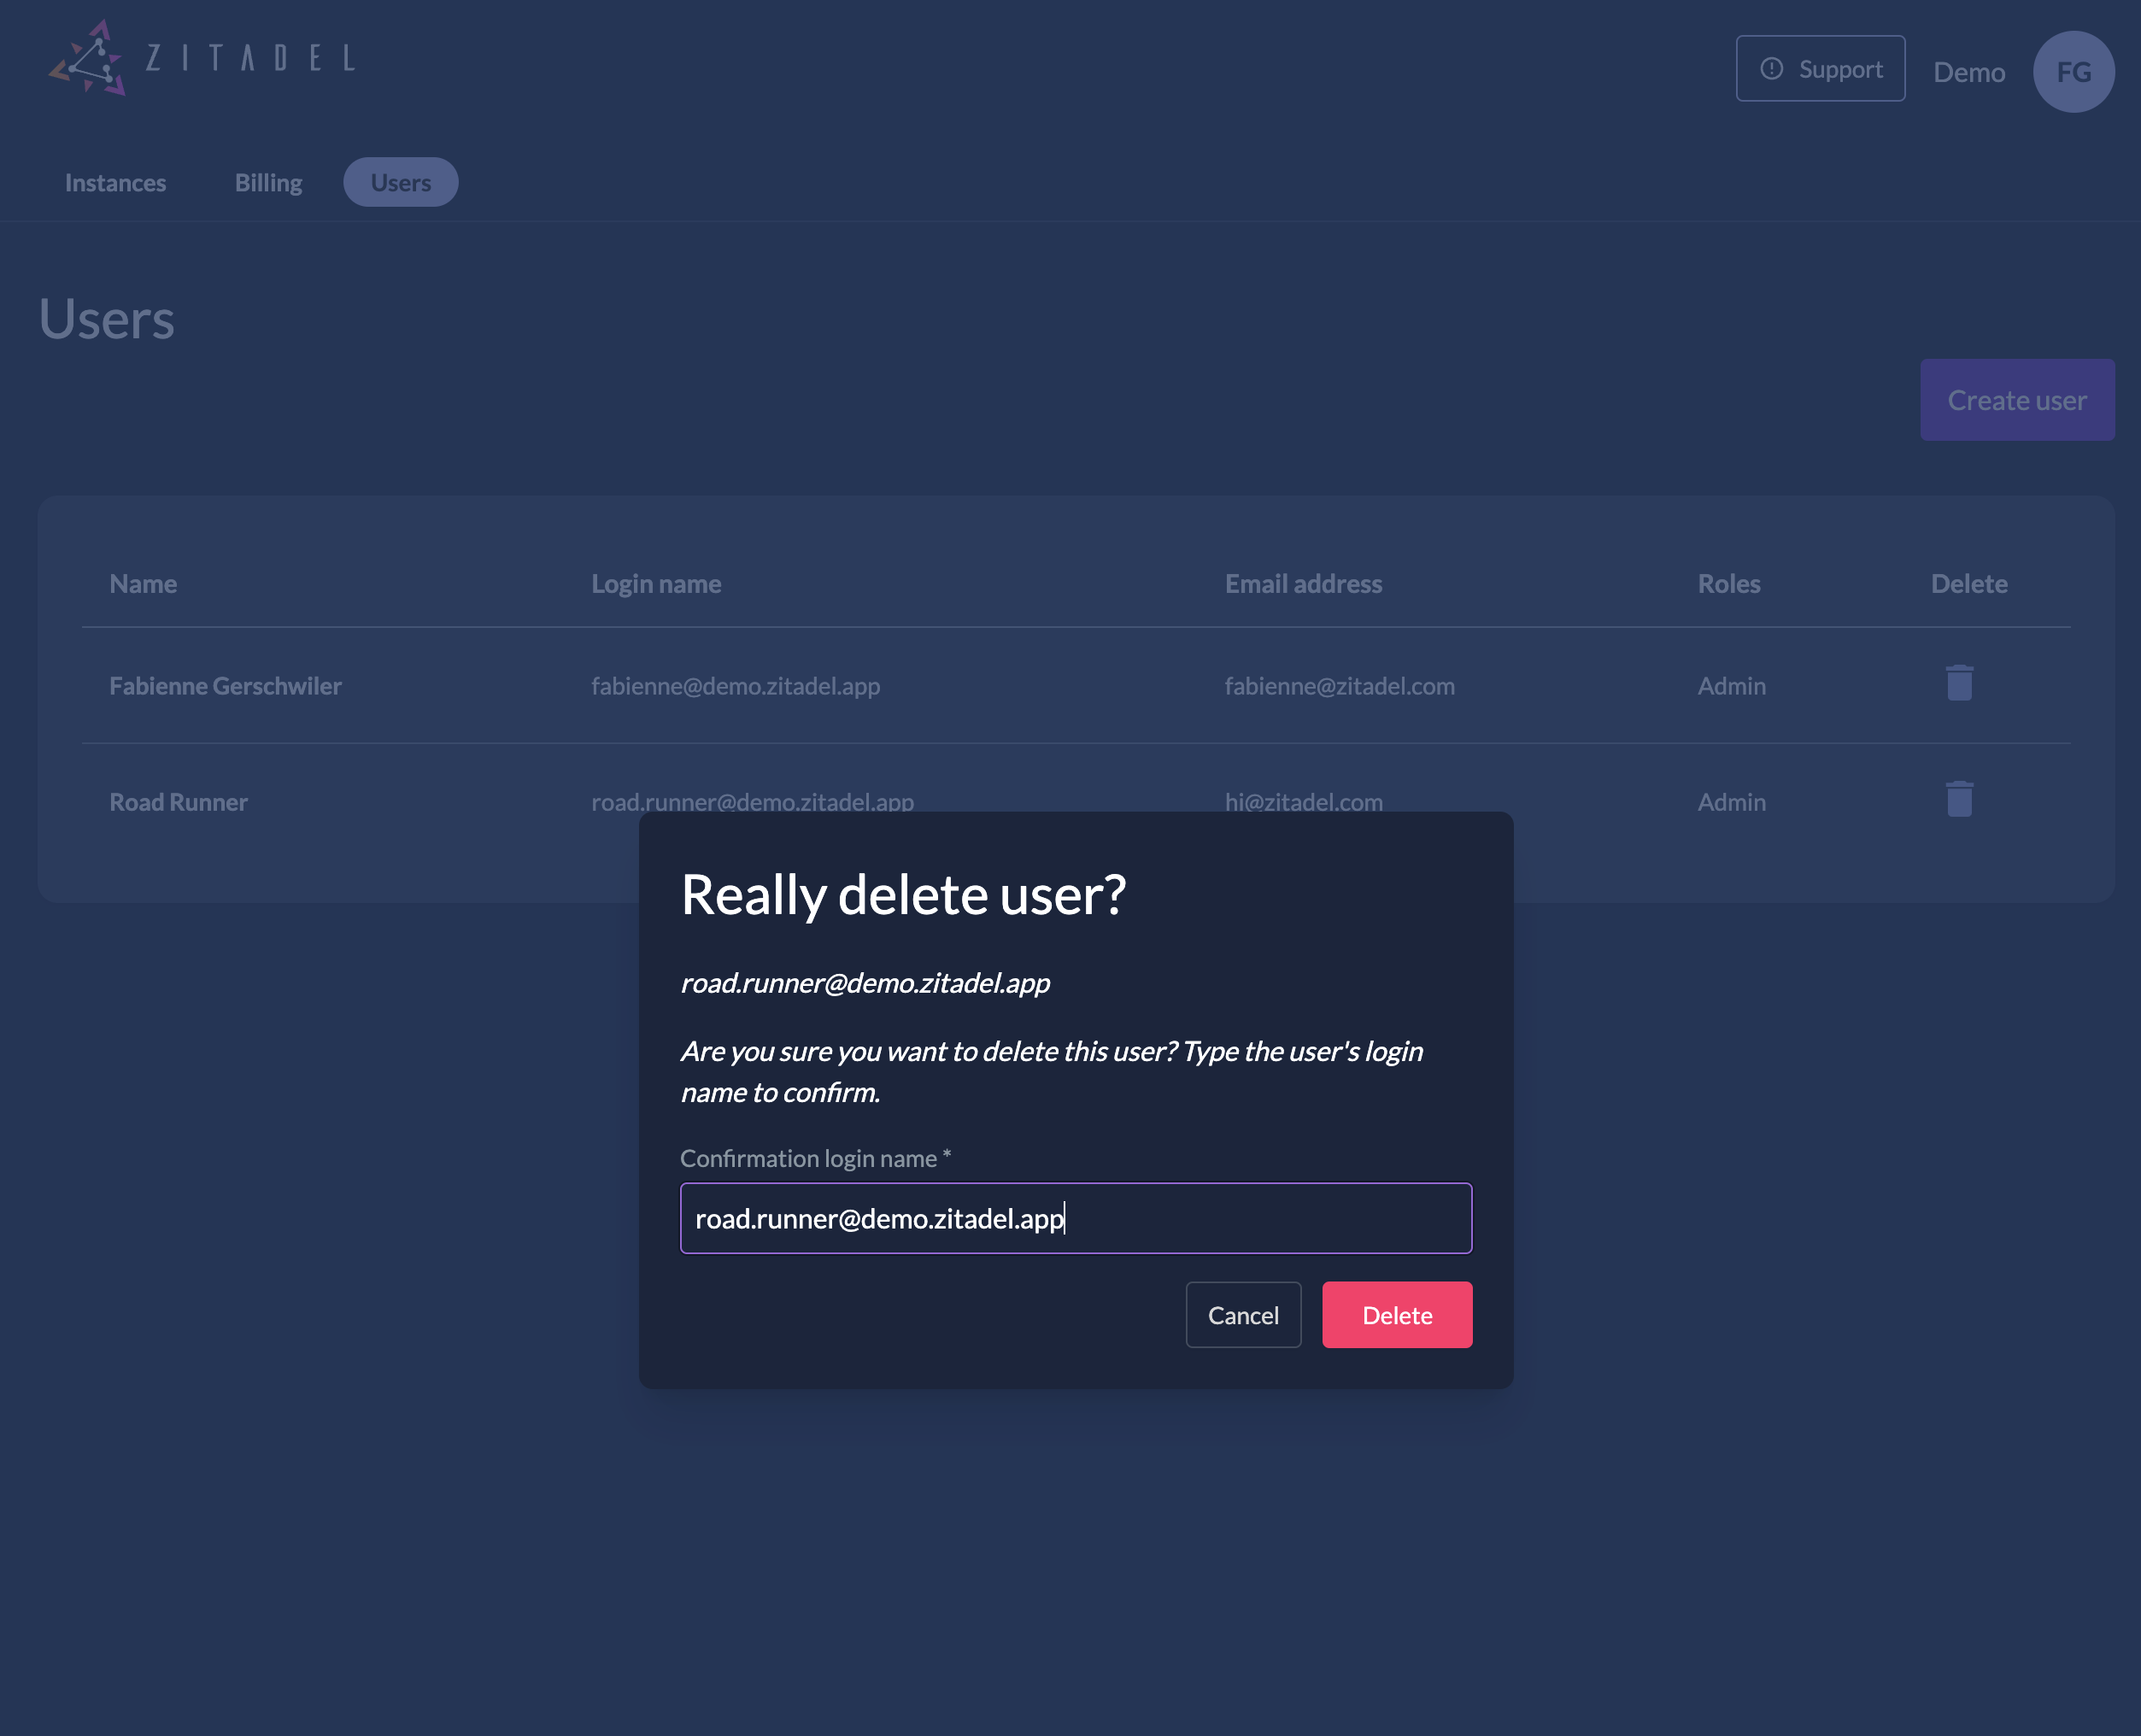 ZITADEL
Support
Demo
FG
Instances
Billing
Users
Users
Create user
Name Login name Email address Roles Delete
Fabienne Gerschwiler fabienne@demo.zitadel.app fabienne@zitadel.com Admin
Road Runner road.runner@demo.zitadel.app hi@zitadel.com Admin
Really delete user?
road.runner@demo.zitadel.app
Are you sure you want to delete this user? Type the user's login
name to confirm.
Confirmation login name *
road.runner@demo.zitadel.app
Cancel
Delete